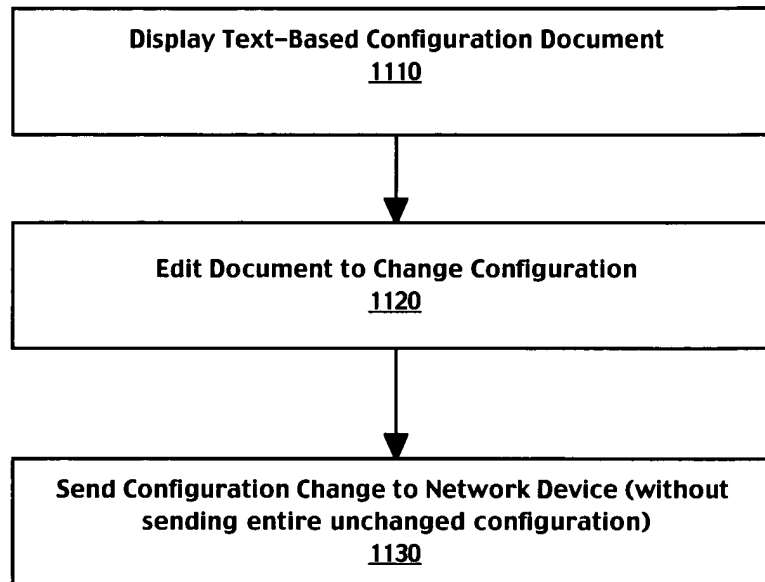 Display Text-Based Configuration Document
1110
Edit Document to Change Configuration
1120
Send Configuration Change to Network Device (without
sending entire unchanged configuration)
1130